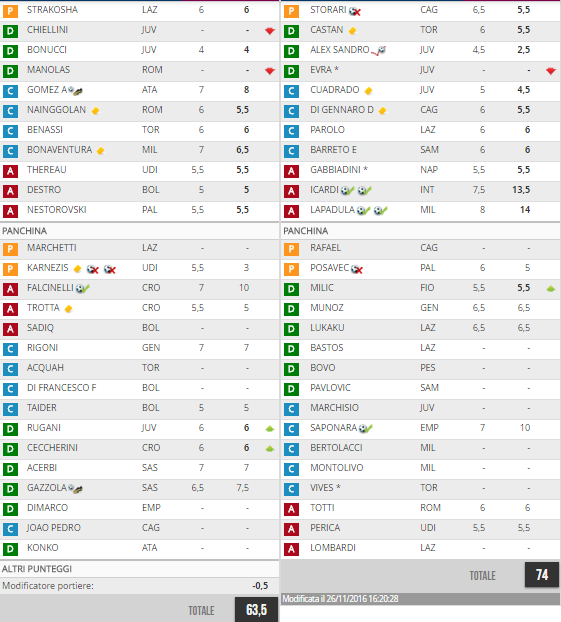 P STRAKOSHA LAZ 6 6
D CHIELLINI JUV - -
D BONUCCI JUV 4 4
D MANOLAS ROM - -
C GOMEZ A ATA 7 8
C NAINGGOLAN ROM 6 5,5
C BENASSI TOR 6 6
C BONAVENTURA MIL 7 6,5
A THEREAU UDI 5,5 5,5
A DESTRO BOL 5 5
A NESTOROVSKI PAL 5,5 5,5
PANCHINA
P MARCHETTI LAZ - -
P KARNEZIS UDI 5,5 3
A FALCINELLI CRO 7 10
A TROTTA CRO 5,5 5
A SADIQ BOL - -
C RIGONI GEN 7 7
C ACQUAH TOR - -
C DI FRANCESCO F BOL - -
C TAIDER BOL 5 5
D RUGANI JUV 6 6
D CECCHERINI CRO 6 6
D ACERBI SAS 7 7
D GAZZOLA SAS 6,5 7,5
D DIMARCO EMP - -
C JOAO PEDRO CAG - -
D KONKO ATA - -
ALTRI PUNTEGGI
Modificatore portiere: -0,5
TOTALE 63,5
P STORARI CAG 6,5 5,5
D CASTAN TOR 6 5,5
D ALEX SANDRO JUV 4,5 2,5
D EVRA * JUV - -
C CUADRADO JUV 5 4,5
C DI GENNARO D CAG 6 5,5
C PAROLO LAZ 6 6
C BARRETO E SAM 6 6
A GABBIADINI * NAP 5,5 5,5
A ICARDI INT 7,5 13,5
A LAPADULA MIL 8 14
PANCHINA
P RAFAEL CAG - -
P POSAVEC PAL 6 5
D MILIC FIO 5,5 5,5
D MUNOZ GEN 6,5 6,5
D LUKAKU LAZ 6,5 6,5
D BASTOS LAZ - -
D BOVO PES - -
D PAVLOVIC SAM - -
C MARCHISIO JUV - -
C SAPONARA EMP 7 10
C BERTOLACCI MIL - -
C MONTOLIVO MIL - -
C VIVES * TOR - -
A TOTTI ROM 6 6
A PERICA UDI 5,5 5,5
A LOMBARDI LAZ - -
TOTALE 74
Modificata il 26/11/2016 16:20:28